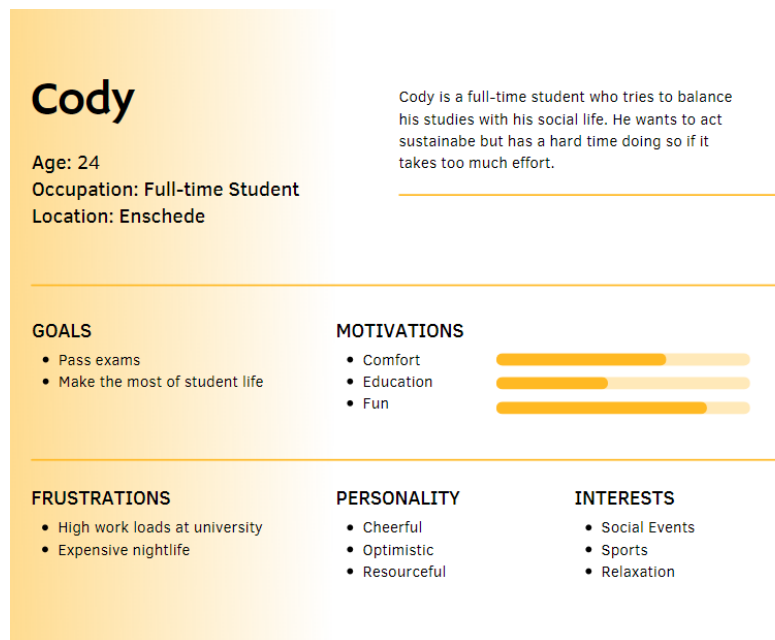 Cody
Age: 24
Occupation: Full-time Student
Location: Enschede
Cody is a full-time student who tries to balance
his studies with his social life. He wants to act
sustainabe but has a hard time doing so if it
takes too much effort.
GOALS
• Pass exams
• Make the most of student life
MOTIVATIONS
• Comfort
• Education
• Fun
FRUSTRATIONS
• High work loads at university
• Expensive nightlife
PERSONALITY
• Cheerful
• Optimistic
• Resourceful
INTERESTS
• Social Events
• Sports
• Relaxation